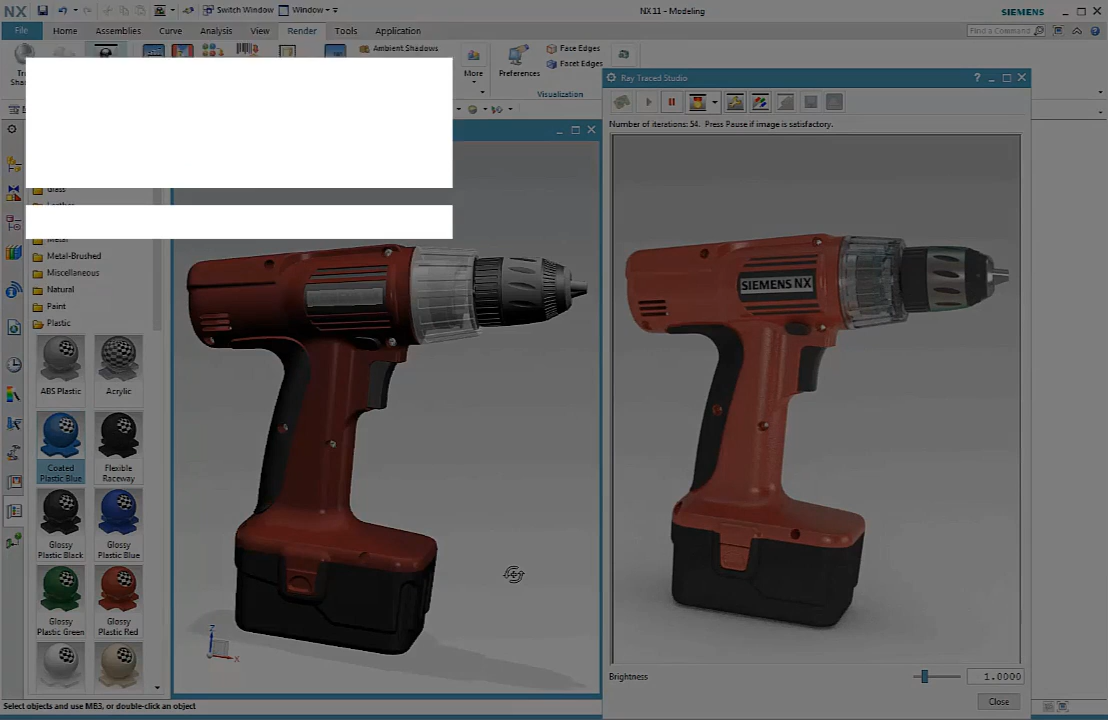 NX
Switch Window
Window
NX 11 - Modeling
SIEMENS
File
Home
Assemblies
Curve
Analysis
View
Render
Tools
Application
Find a Command
Ambient Shadows
More
Preferences
Face Edges
Facet Edges
Visualization
Ray Traced Studio
Number of iterations: 54. Press Pause if image is satisfactory.
Glass
Metal
Metal-Brushed
Miscellaneous
Natural
Paint
Plastic
ABS Plastic
Acrylic
Coated Plastic Blue
Flexible Raceway
Glossy Plastic Black
Glossy Plastic Blue
Glossy Plastic Green
Glossy Plastic Red
SIEMENS NX
Z
X
Brightness
1.0000
Close
Select objects and use MB3, or double-click an object